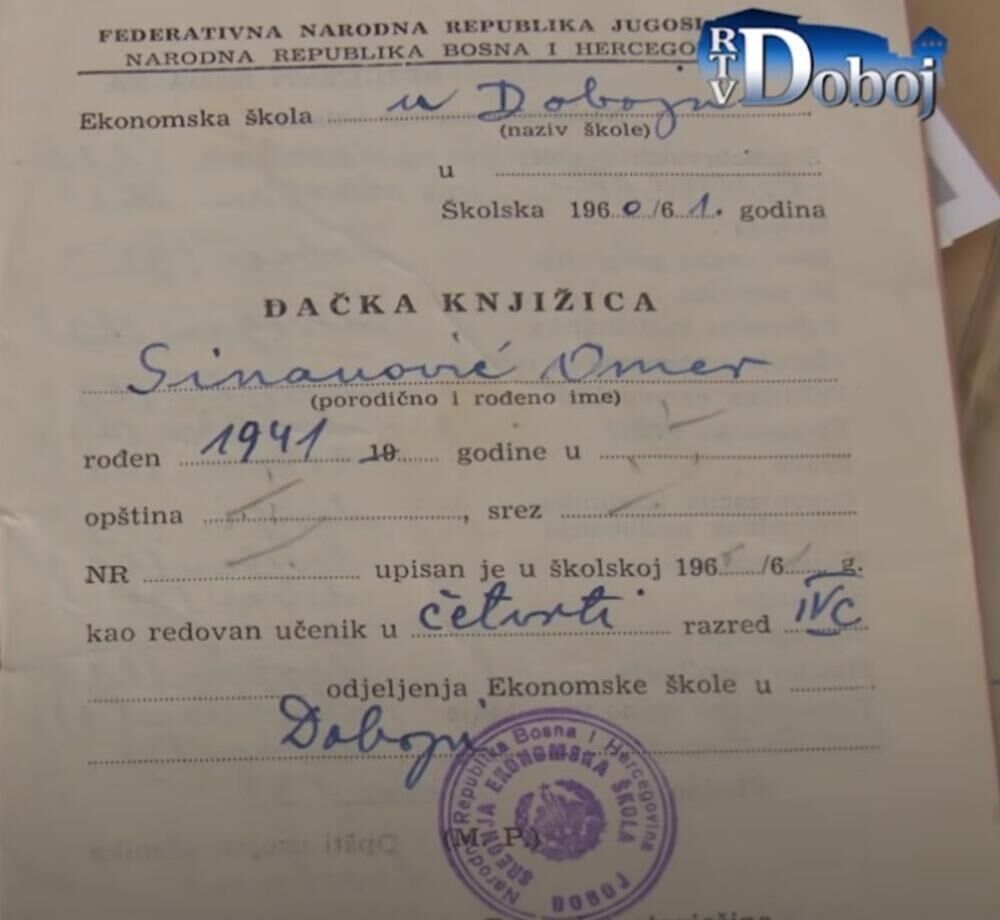 FEDERATIVNA NARODNA REPUBLIKA JUGOSL
NARODNA REPUBLIKA BOSNA I HERCEGO
RTV Doboj
Ekonomska škola u Doboju
(naziv škole)
u
Školska 1960/61. godina
ĐAČKA KNJIŽICA
Sinanović Omer
(porodično i rođeno ime)
rođen 1941 19 godine u
opština , srez
NR upisan je u školskoj 196 /6 g.
kao redovan učenik u četvrti razred IVc
odjeljenja Ekonomske škole u
Doboju
(M. P.)
Narodna Republika Bosna i Hercegovina
SREDNJA EKONOMSKA ŠKOLA
DOBOJ